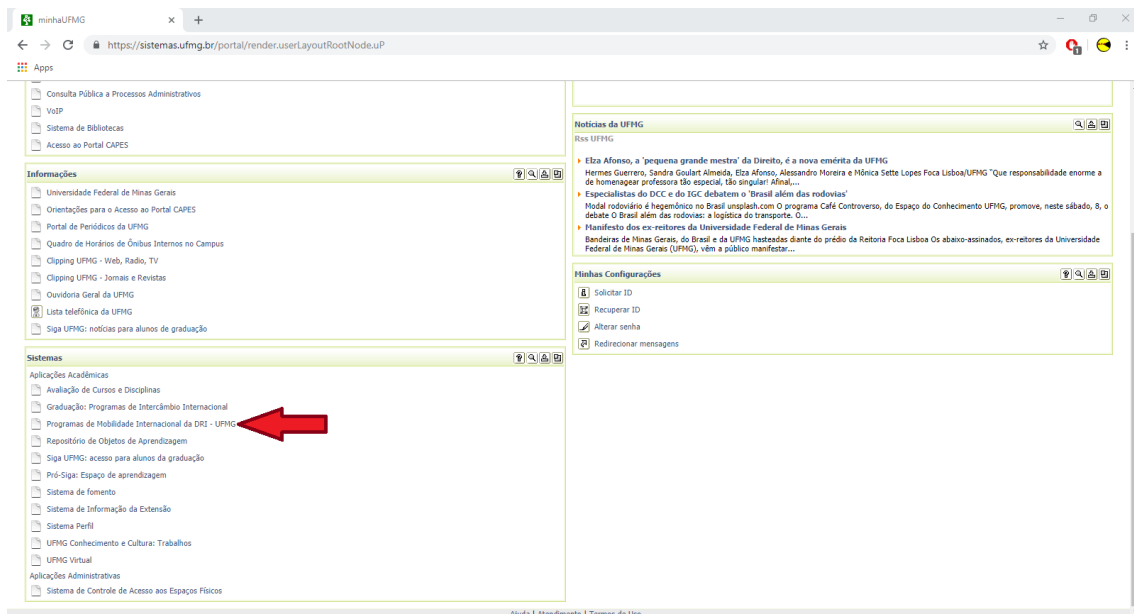 minhaUFMG
https://sistemas.ufmg.br/portal/render.userLayoutRootNode.uP
Apps
Consulta Pública a Processos Administrativos
VoIP
Sistema de Bibliotecas
Acesso ao Portal CAPES
Informações
Universidade Federal de Minas Gerais
Orientações para o Acesso ao Portal CAPES
Portal de Periódicos da UFMG
Quadro de Horários de Ônibus Internos no Campus
Clipping UFMG - Web, Radio, TV
Clipping UFMG - Jornais e Revistas
Ouvidoria Geral da UFMG
Lista telefônica da UFMG
Siga UFMG: notícias para alunos de graduação
Sistemas
Aplicações Acadêmicas
Avaliação de Cursos e Disciplinas
Graduação: Programas de Intercâmbio Internacional
Programas de Mobilidade Internacional da DRI - UFMG
Repositório de Objetos de Aprendizagem
Siga UFMG: acesso para alunos da graduação
Pró-Siga: Espaço de aprendizagem
Sistema de fomento
Sistema de Informação da Extensão
Sistema Perfil
UFMG Conhecimento e Cultura: Trabalhos
UFMG Virtual
Aplicações Administrativas
Sistema de Controle de Acesso aos Espaços Físicos
Notícias da UFMG
Rss UFMG
Elza Afonso, a 'pequena grande mestra' da Direito, é a nova emérita da UFMG
Hermes Guerrero, Sandra Goulart Almeida, Elza Afonso, Alessandro Moreira e Mônica Sette Lopes Foca Lisboa/UFMG "Que responsabilidade enorme a
de homenagear professora tão especial, tão singular! Afinal,...
Especialistas do DCC e do IGC debatem o 'Brasil além das rodovias'
Modal rodoviário é hegemônico no Brasil unsplash.com O programa Café Controverso, do Espaço do Conhecimento UFMG, promove, neste sábado, 8, o
debate O Brasil além das rodovias: a logística do transporte. O...
Manifesto dos ex-reitores da Universidade Federal de Minas Gerais
Bandeiras de Minas Gerais, do Brasil e da UFMG hasteadas diante do prédio da Reitoria Foca Lisboa Os abaixo-assinados, ex-reitores da Universidade
Federal de Minas Gerais (UFMG), vêm a público manifestar...
Minhas Configurações
Solicitar ID
Recuperar ID
Alterar senha
Redirecionar mensagens